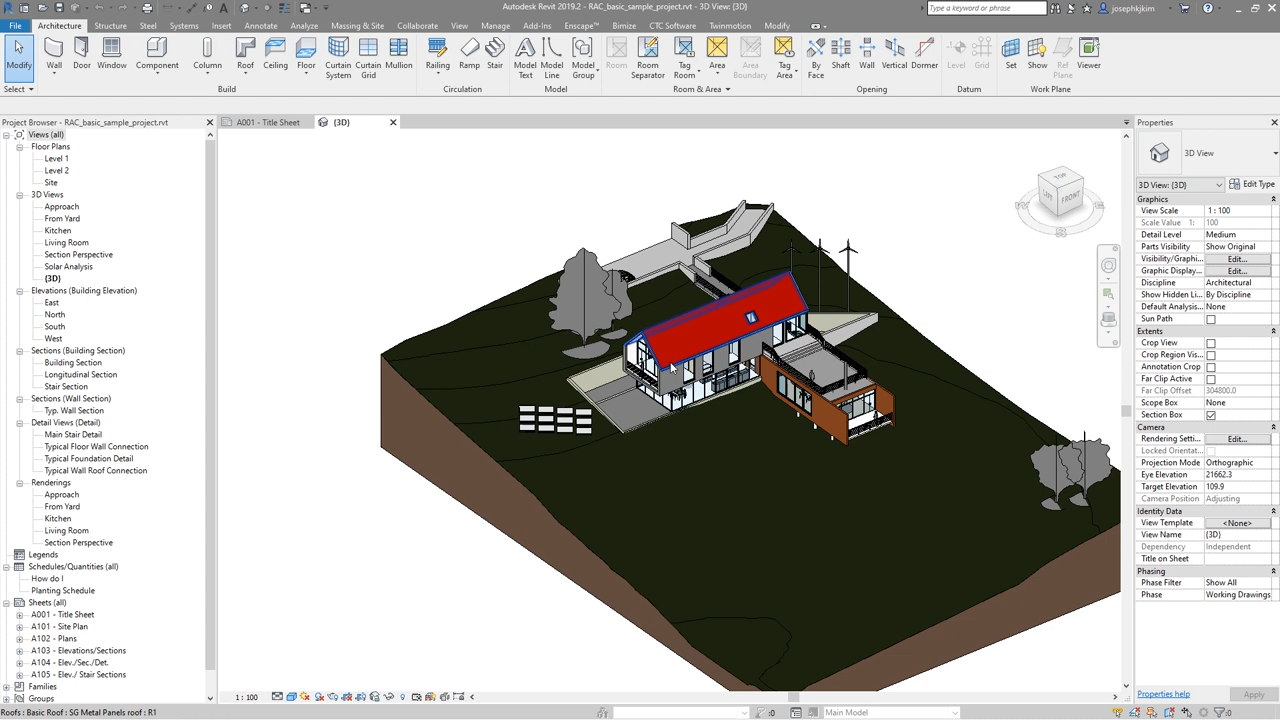 Autodesk Revit 2019.2 - RAC_basic_sample_project.rvt - 3D View: {3D}
Type a keyword or phrase
josephkjkim
File Architecture Structure Steel Systems Insert Annotate Analyze Massing & Site Collaborate View Manage Add-Ins Enscape™ Bimize CTC Software Twinmotion Modify
Modify Wall Door Window Component Column Roof Ceiling Floor Curtain System Curtain Grid Mullion Railing Ramp Stair Model Text Model Line Model Group Room Room Separator Tag Room Area Area Boundary Tag Area By Face Shaft Wall Vertical Dormer Level Grid Set Show Ref Plane Viewer
Select Build Circulation Model Room & Area Opening Datum Work Plane
Project Browser - RAC_basic_sample_project.rvt
Views (all)
Floor Plans
Level 1
Level 2
Site
3D Views
Approach
From Yard
Kitchen
Living Room
Section Perspective
Solar Analysis
{3D}
Elevations (Building Elevation)
East
North
South
West
Sections (Building Section)
Building Section
Longitudinal Section
Stair Section
Sections (Wall Section)
Typ. Wall Section
Detail Views (Detail)
Main Stair Detail
Typical Floor Wall Connection
Typical Foundation Detail
Typical Wall Roof Connection
Renderings
Approach
From Yard
Kitchen
Living Room
Section Perspective
Legends
Schedules/Quantities (all)
How do I
Planting Schedule
Sheets (all)
A001 - Title Sheet
A101 - Site Plan
A102 - Plans
A103 - Elevations/Sections
A104 - Elev./Sec./Det.
A105 - Elev./ Stair Sections
Families
Groups
A001 - Title Sheet
{3D}
TOP
LEFT
FRONT
1 : 100
Properties
3D View
3D View: {3D} Edit Type
Graphics
View Scale 1 : 100
Scale Value 1: 100
Detail Level Medium
Parts Visibility Show Original
Visibility/Graphi... Edit...
Graphic Display... Edit...
Discipline Architectural
Show Hidden Li... By Discipline
Default Analysis... None
Sun Path
Extents
Crop View
Crop Region Vis...
Annotation Crop
Far Clip Active
Far Clip Offset 304800.0
Scope Box None
Section Box
Camera
Rendering Setti... Edit...
Locked Orientat...
Projection Mode Orthographic
Eye Elevation 21662.3
Target Elevation 109.9
Camera Position Adjusting
Identity Data
View Template <None>
View Name {3D}
Dependency Independent
Title on Sheet
Phasing
Phase Filter Show All
Phase Working Drawings
Properties help Apply
Roofs : Basic Roof : SG Metal Panels roof : R1
:0
Main Model
:0